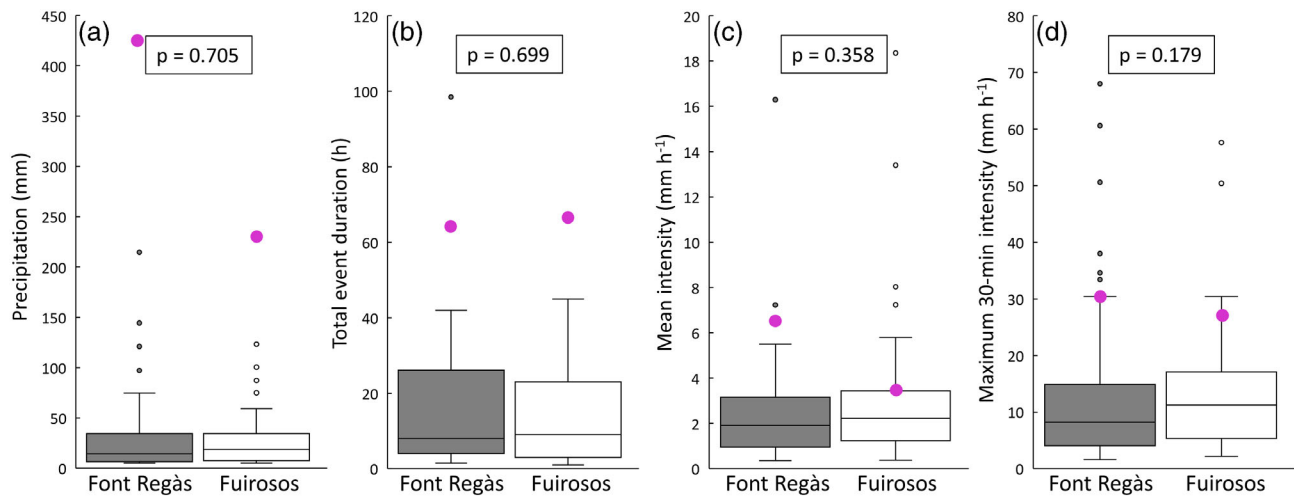 (a)
p = 0.705
Precipitation (mm)
450
400
350
300
250
200
150
100
50
0
Font Regàs
Fuirosos
(b)
p = 0.699
Total event duration (h)
120
100
80
60
40
20
0
Font Regàs
Fuirosos
(c)
p = 0.358
Mean intensity (mm h⁻¹)
20
18
16
14
12
10
8
6
4
2
0
Font Regàs
Fuirosos
(d)
p = 0.179
Maximum 30-min intensity (mm h⁻¹)
80
70
60
50
40
30
20
10
0
Font Regàs
Fuirosos